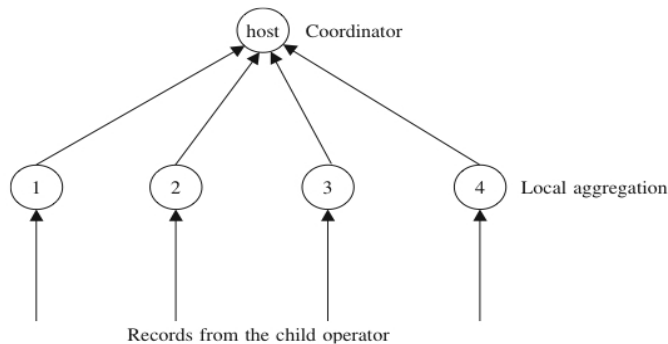 host Coordinator
1 2 3 4 Local aggregation
Records from the child operator